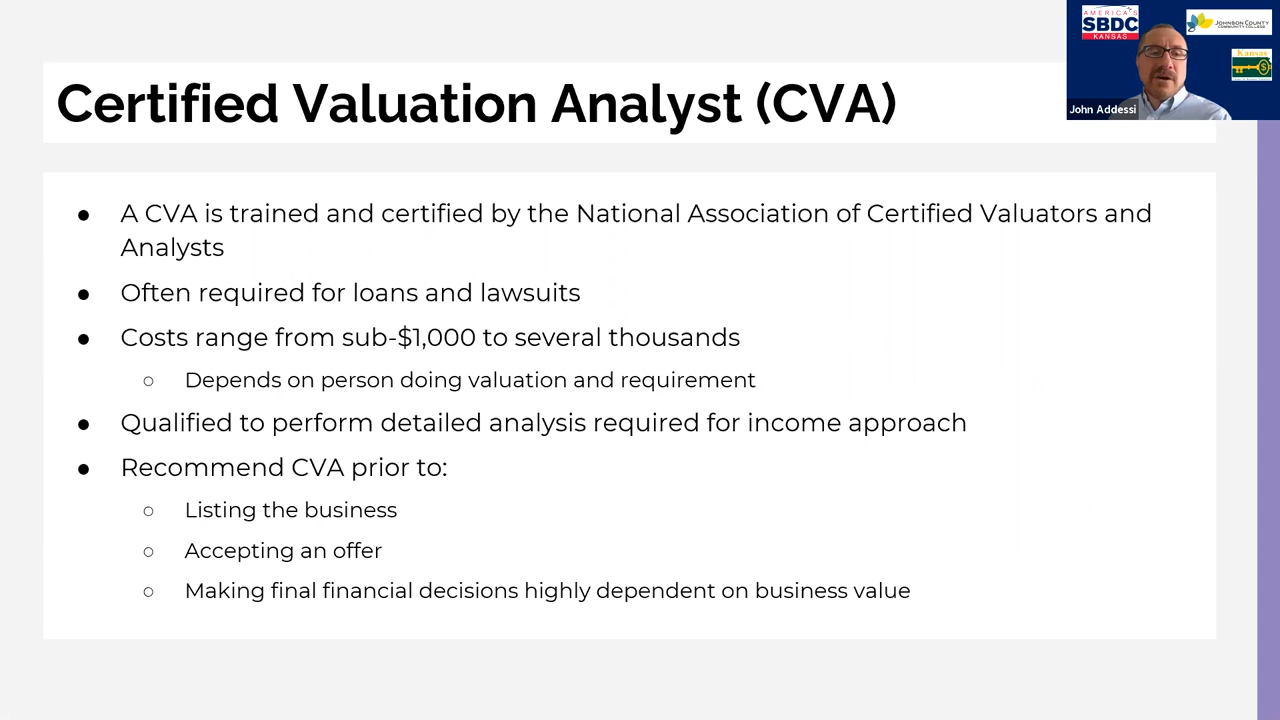 AMERICA'S
SBDC
KANSAS
JOHNSON COUNTY
COMMUNITY COLLEGE
Kansas
$
John Addessi
Certified Valuation Analyst (CVA)
● A CVA is trained and certified by the National Association of Certified Valuators and
Analysts
● Often required for loans and lawsuits
● Costs range from sub-$1,000 to several thousands
○ Depends on person doing valuation and requirement
● Qualified to perform detailed analysis required for income approach
● Recommend CVA prior to:
○ Listing the business
○ Accepting an offer
○ Making final financial decisions highly dependent on business value